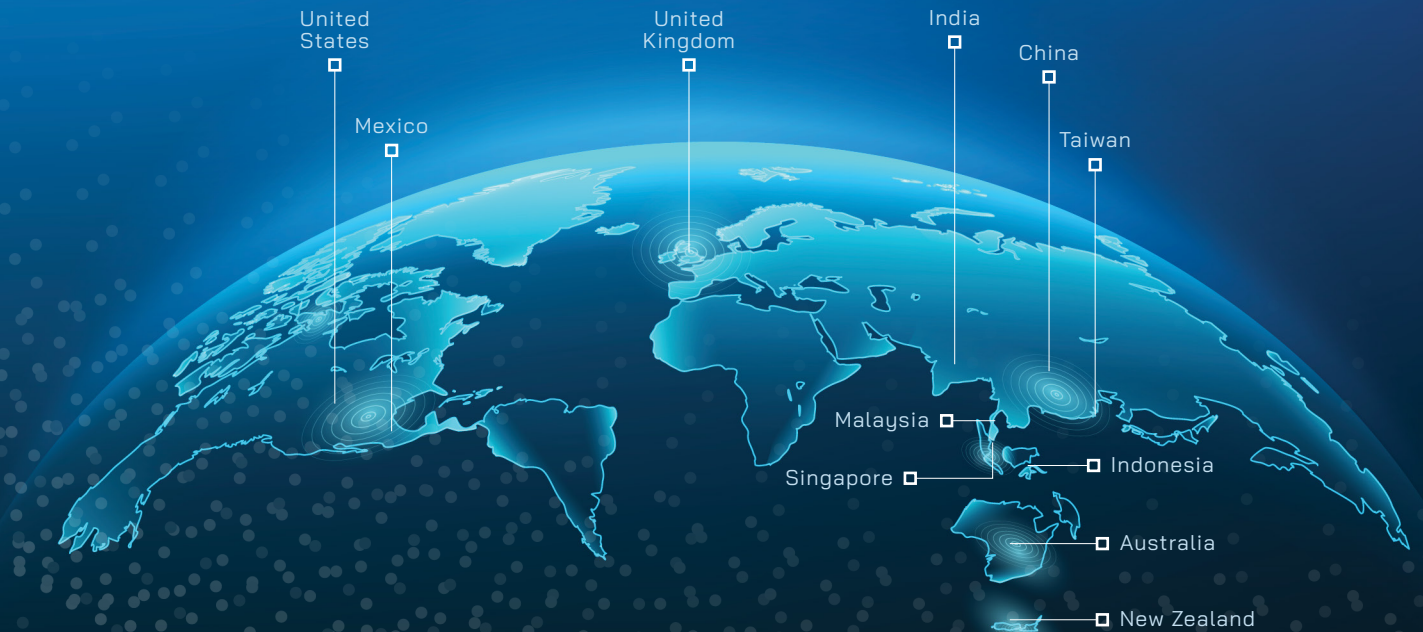 United
States
United
Kingdom
India
China
Mexico
Taiwan
Malaysia
Singapore
Indonesia
Australia
New Zealand